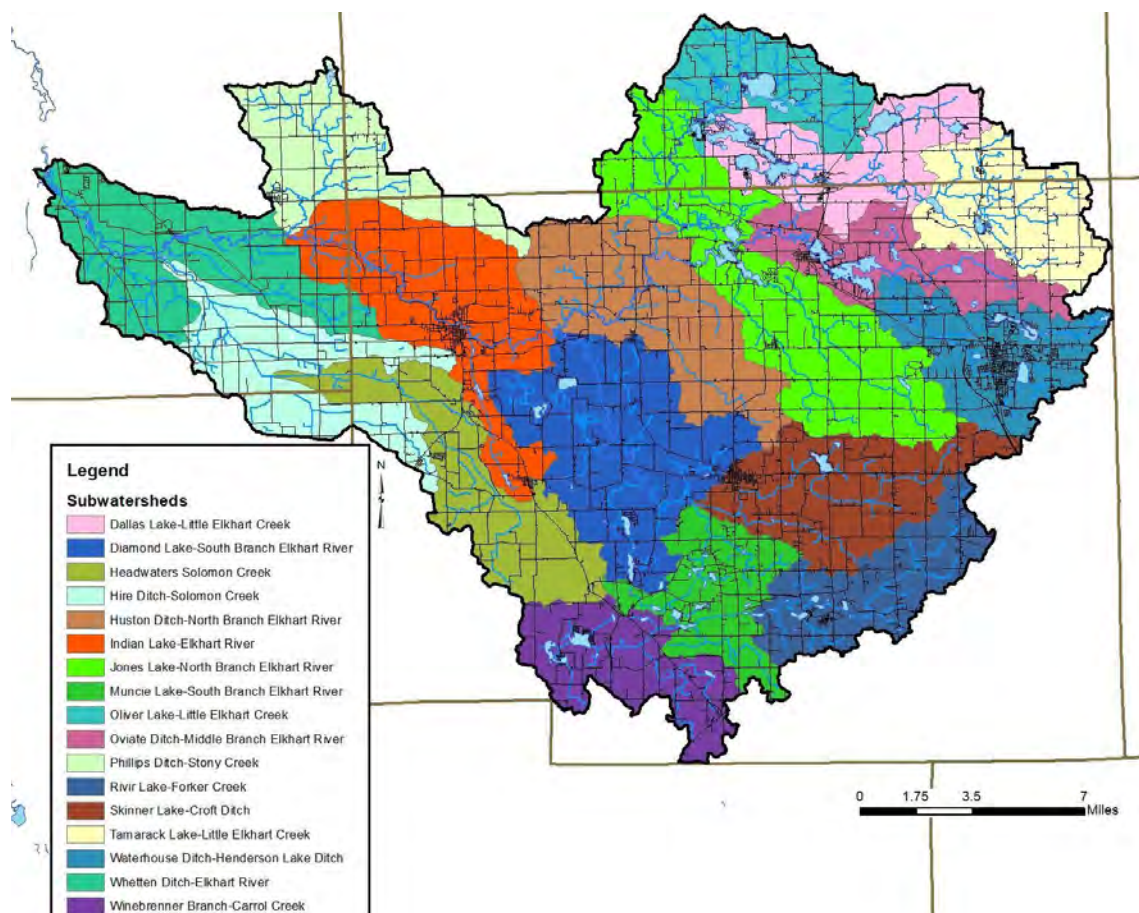 Legend
Subwatersheds
Dallas Lake-Little Elkhart Creek
Diamond Lake-South Branch Elkhart River
Headwaters Solomon Creek
Hire Ditch-Solomon Creek
Huston Ditch-North Branch Elkhart River
Indian Lake-Elkhart River
Jones Lake-North Branch Elkhart River
Muncie Lake-South Branch Elkhart River
Oliver Lake-Little Elkhart Creek
Oviate Ditch-Middle Branch Elkhart River
Phillips Ditch-Stony Creek
Rivir Lake-Forker Creek
Skinner Lake-Croft Ditch
Tamarack Lake-Little Elkhart Creek
Waterhouse Ditch-Henderson Lake Ditch
Whetten Ditch-Elkhart River
Winebrenner Branch-Carrol Creek
N
0 1.75 3.5 7
Miles